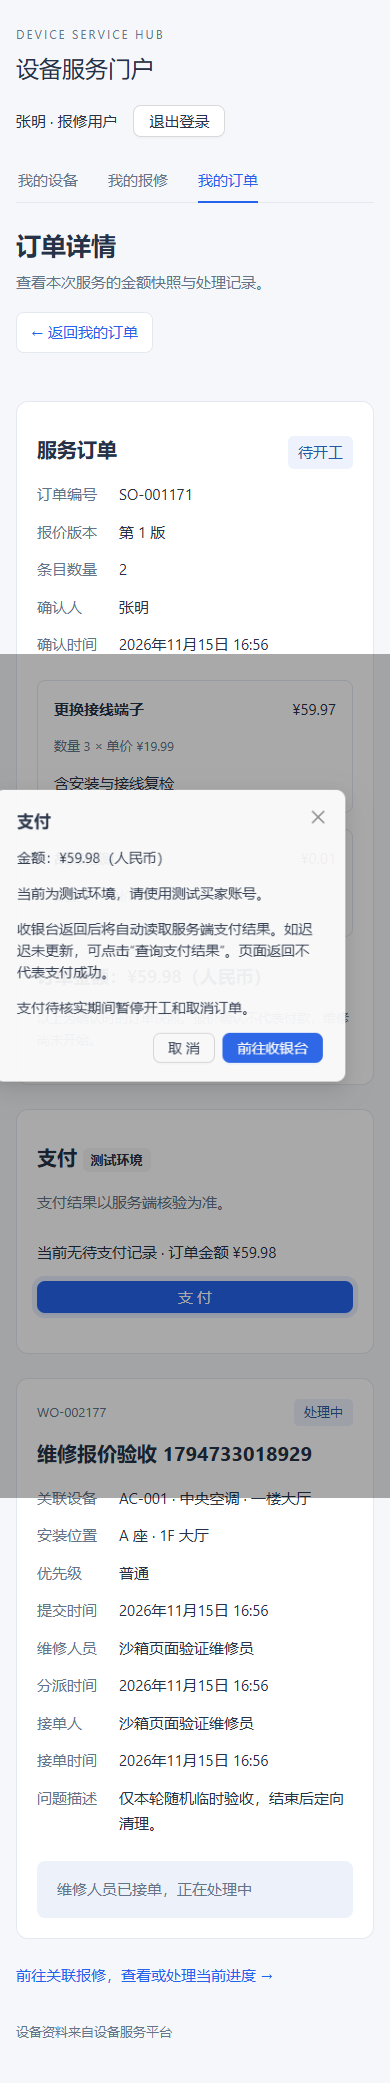 DEVICE SERVICE HUB
设备服务门户
张明 · 报修用户 退出登录
我的设备 我的报修 我的订单
订单详情
查看本次服务的金额快照与处理记录。
← 返回我的订单
服务订单 待开工
订单编号 SO-001171
报价版本 第 1 版
条目数量 2
确认人 张明
确认时间 2026年11月15日 16:56
更换接线端子 ¥59.97
数量 3 × 单价 ¥19.99
含安装与接线复检
支付
金额：¥59.98（人民币）
¥0.01
当前为测试环境，请使用测试买家账号。
收银台返回后将自动读取服务端支付结果。如迟
迟未更新，可点击“查询支付结果”。页面返回不
代表支付成功。
订单金额：¥59.98（人民币）
支付待核实期间暂停开工和取消订单。
取 消 前往收银台
支付 测试环境
支付结果以服务端核验为准。
当前无待支付记录 · 订单金额 ¥59.98
支 付
WO-002177 处理中
维修报价验收 1794733018929
关联设备 AC-001 · 中央空调 · 一楼大厅
安装位置 A 座 · 1F 大厅
优先级 普通
提交时间 2026年11月15日 16:56
维修人员 沙箱页面验证维修员
分派时间 2026年11月15日 16:56
接单人 沙箱页面验证维修员
接单时间 2026年11月15日 16:56
问题描述 仅本轮随机临时验收，结束后定向
清理。
维修人员已接单，正在处理中
前往关联报修，查看或处理当前进度 →
设备资料来自设备服务平台